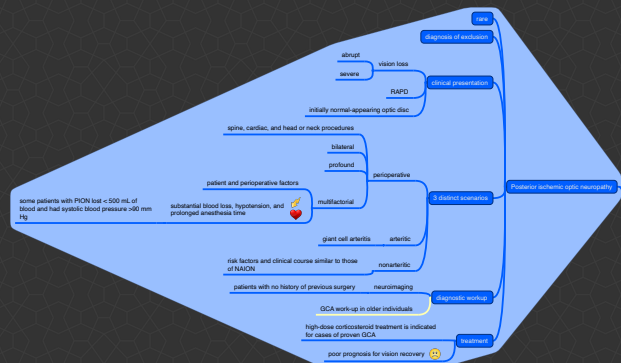 rare
diagnosis of exclusion
abrupt
vision loss
severe
clinical presentation
RAPD
initially normal-appearing optic disc
spine, cardiac, and head or neck procedures
bilateral
profound
perioperative
patient and perioperative factors
multifactorial
substantial blood loss, hypotension, and
prolonged anesthesia time
some patients with PION lost < 500 mL of
blood and had systolic blood pressure >90 mm
Hg
3 distinct scenarios
Posterior ischemic optic neuropathy
giant cell arteritis
arteritic
risk factors and clinical course similar to those
of NAION
nonarteritic
patients with no history of previous surgery
neuroimaging
diagnostic workup
GCA work-up in older individuals
high-dose corticosteroid treatment is indicated
for cases of proven GCA
treatment
poor prognosis for vision recovery